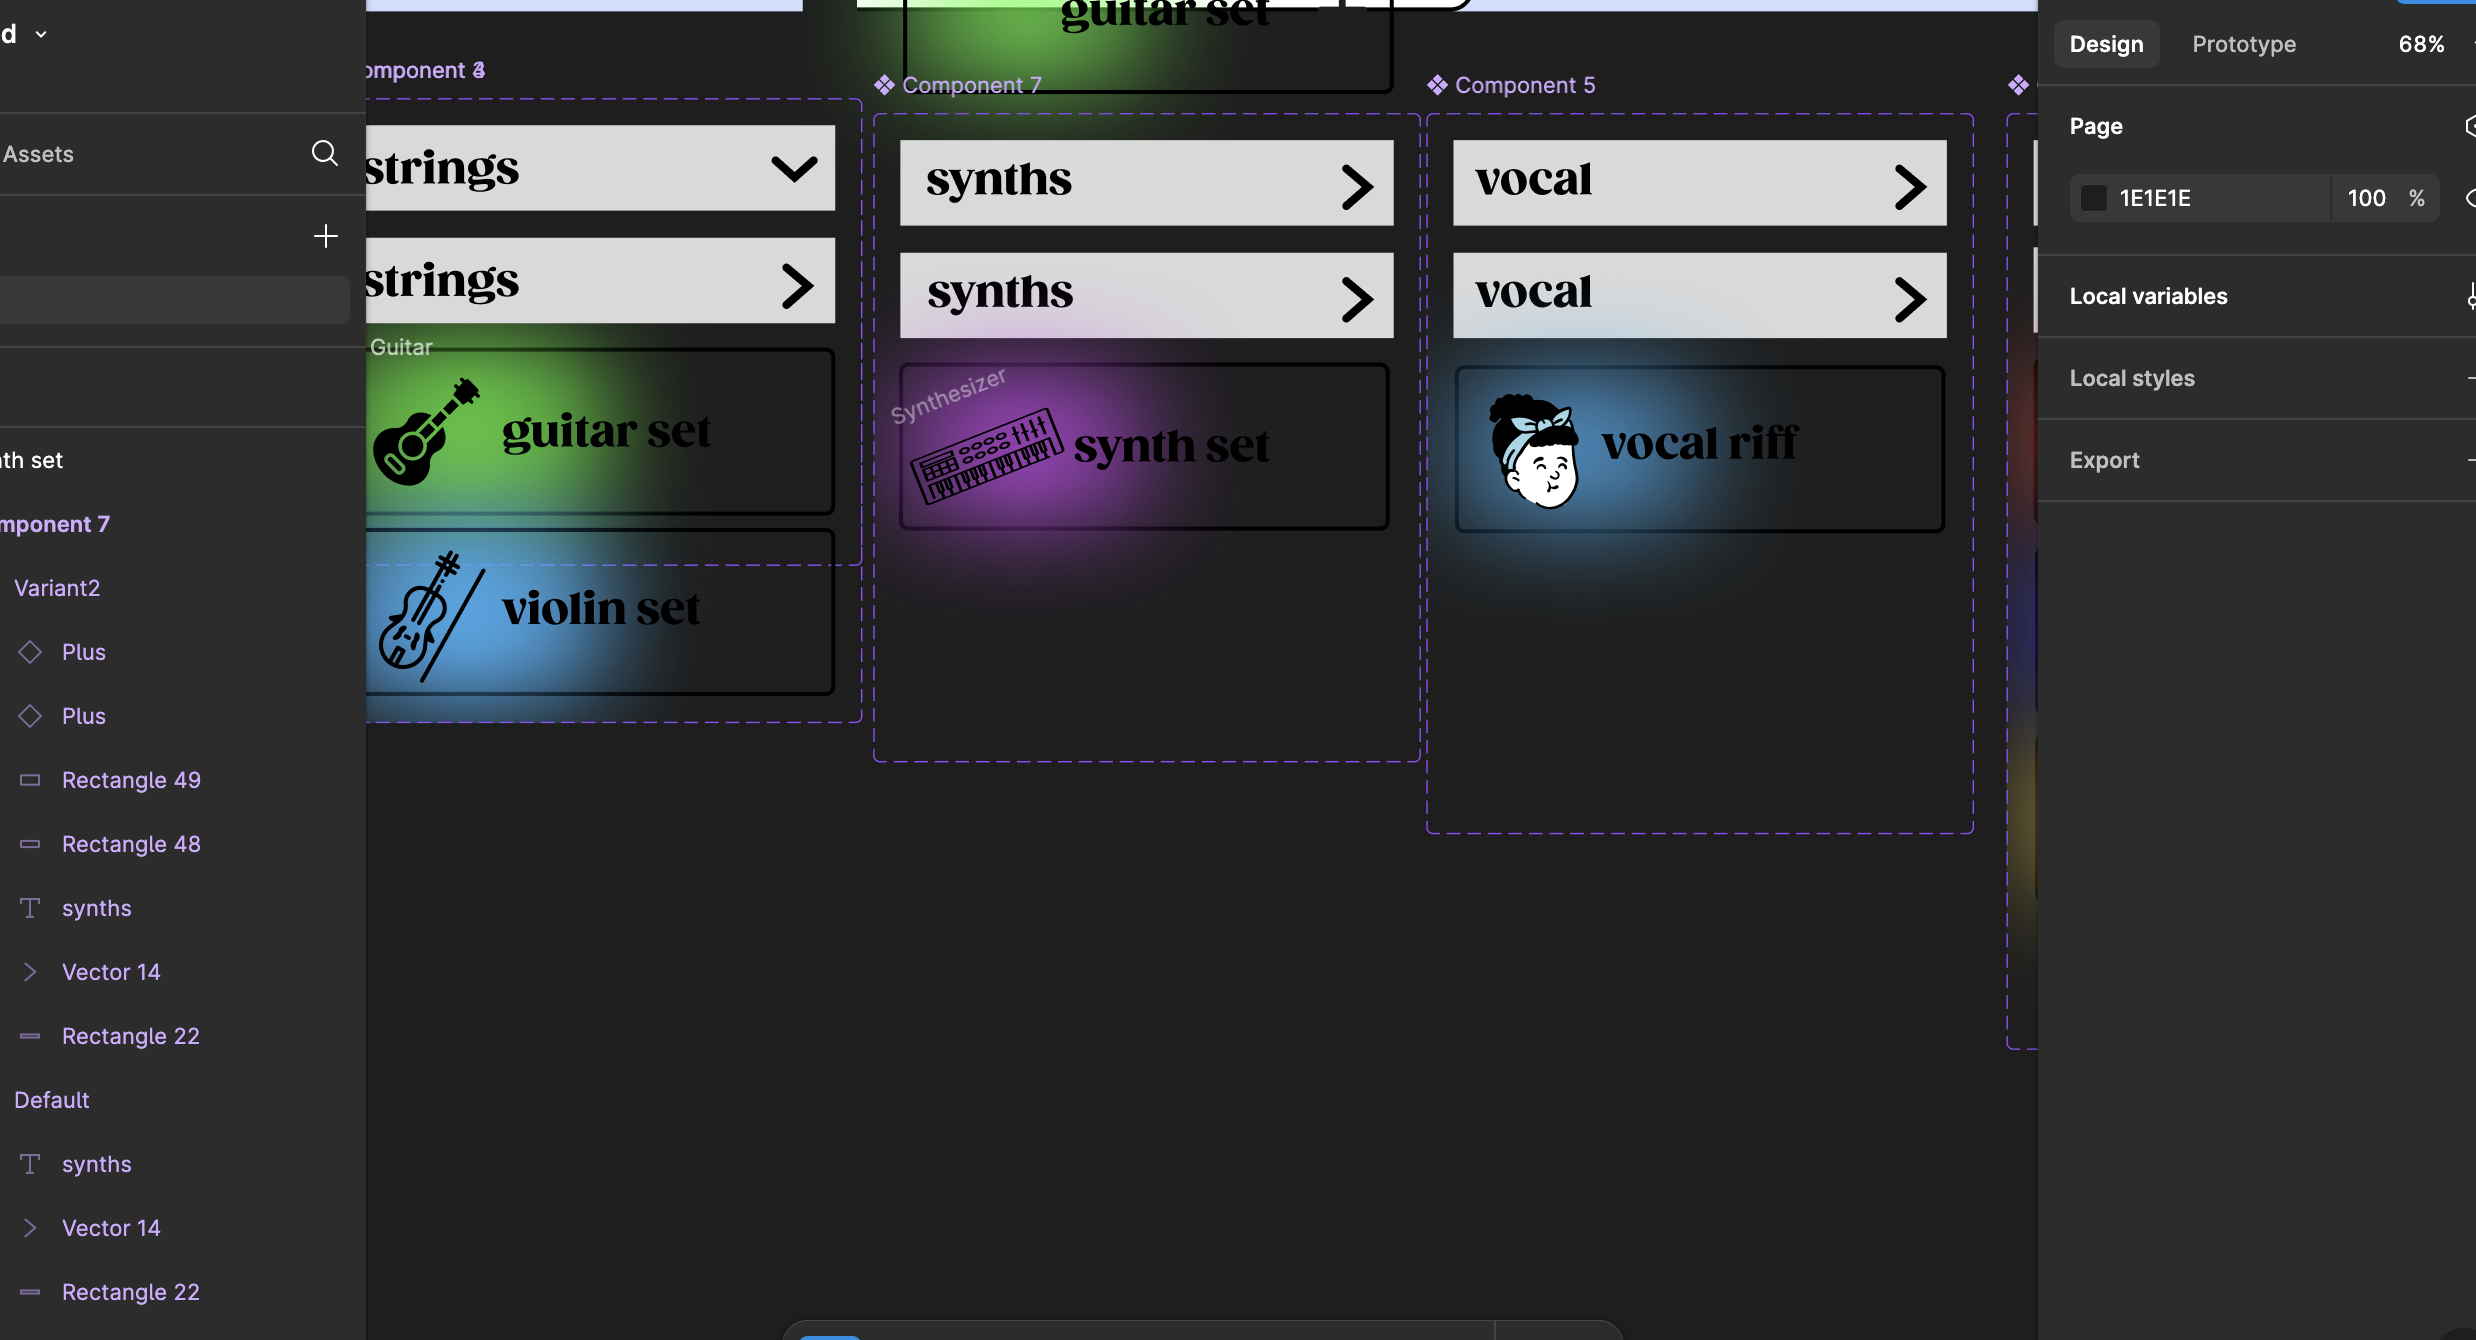 d
Assets
th set
mponent 7
Variant2
Plus
Plus
Rectangle 49
Rectangle 48
synths
Vector 14
Rectangle 22
Default
synths
Vector 14
Rectangle 22
guitar set
omponent
strings
strings
Guitar
guitar set
violin set
Component 7
synths
synths
Synthesizer
synth set
Component 5
vocal
vocal
vocal riff
Design Prototype 68%
Page
1E1E1E 100 %
Local variables
Local styles
Export